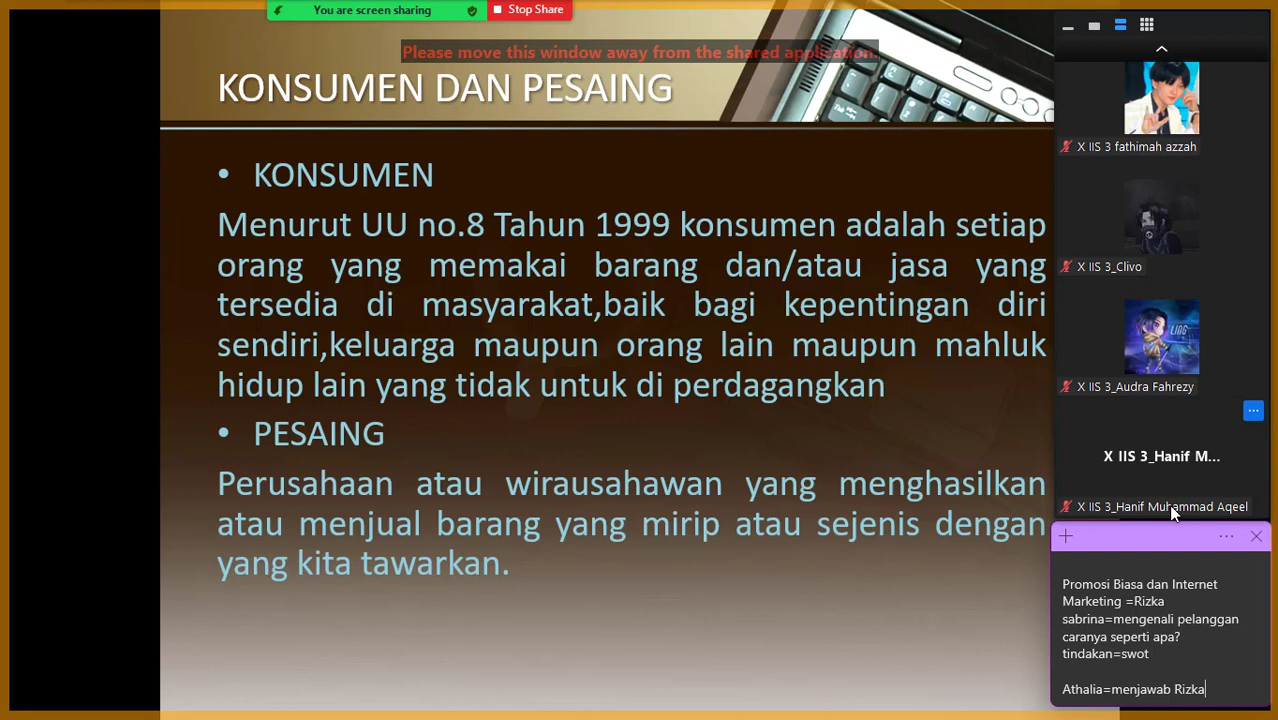 You are screen sharing
Stop Share
Please move this window away from the shared application.
KONSUMEN DAN PESAING
• KONSUMEN
Menurut UU no.8 Tahun 1999 konsumen adalah setiap
orang yang memakai barang dan/atau jasa yang
tersedia di masyarakat,baik bagi kepentingan diri
sendiri,keluarga maupun orang lain maupun mahluk
hidup lain yang tidak untuk di perdagangkan
• PESAING
Perusahaan atau wirausahawan yang menghasilkan
atau menjual barang yang mirip atau sejenis dengan
yang kita tawarkan.
X IIS 3 fathimah azzah
X IIS 3_Clivo
LING
X IIS 3_Audra Fahrezy
X IIS 3_Hanif M...
X IIS 3_Hanif Muhammad Aqeel
Promosi Biasa dan Internet
Marketing =Rizka
sabrina=mengenali pelanggan
caranya seperti apa?
tindakan=swot
Athalia=menjawab Rizka